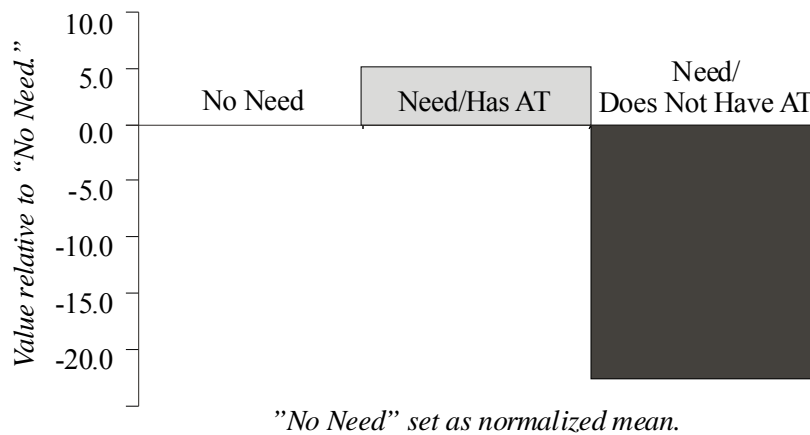 10.0
5.0
0.0
-5.0
-10.0
-15.0
-20.0
Value relative to “No Need.”
No Need
Need/Has AT
Need/
Does Not Have AT
”No Need” set as normalized mean.